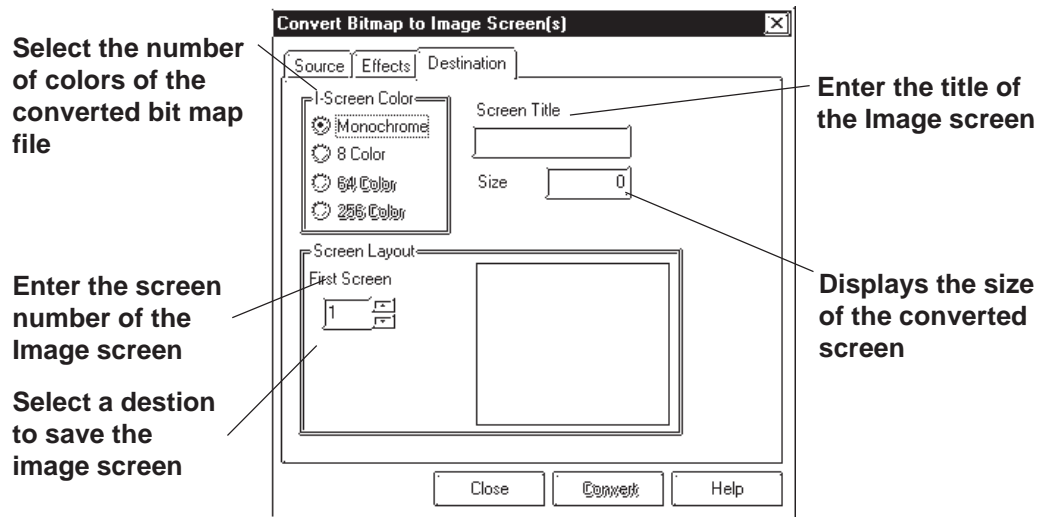 Convert Bitmap to Image Screen(s)
Select the number
of colors of the
converted bit map
file
Source Effects Destination
I-Screen Color
Monochrome
8 Color
64 Color
256 Color
Screen Title
Size 0
Enter the title of
the Image screen
Screen Layout
First Screen
1
Enter the screen
number of the
Image screen
Displays the size
of the converted
screen
Select a destion
to save the
image screen
Close Convert Help